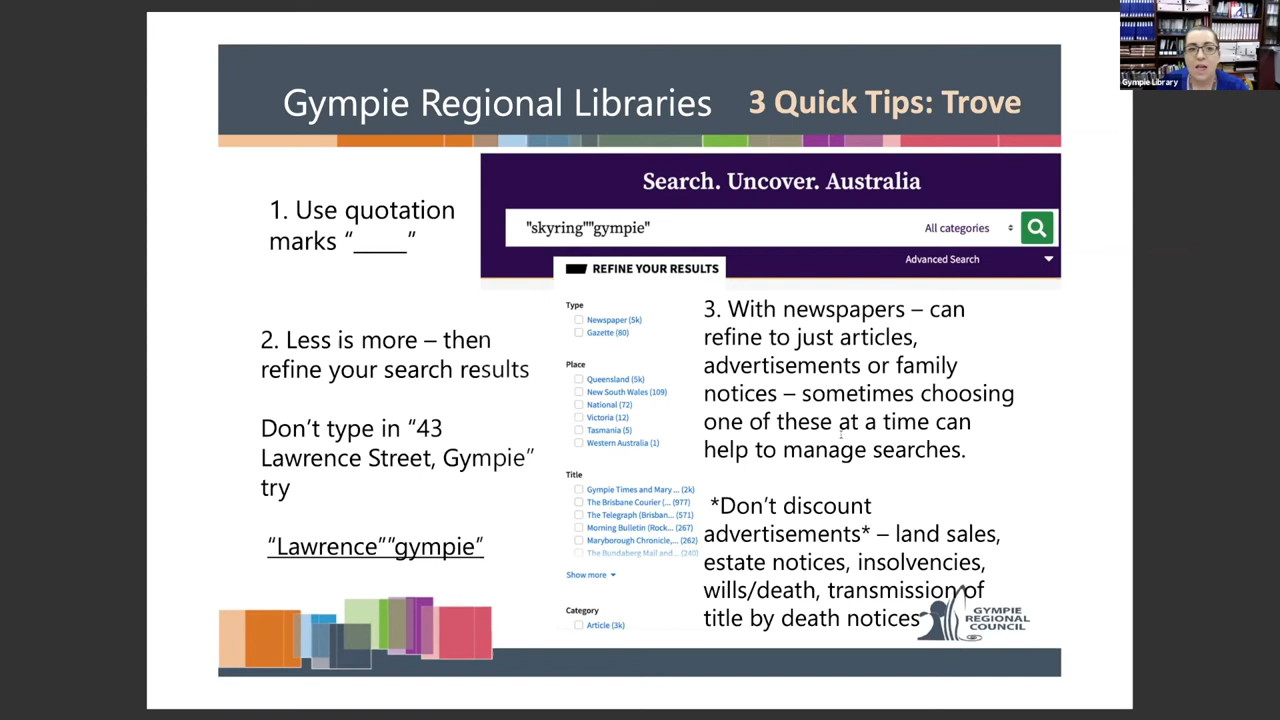 Gympie Library
Gympie Regional Libraries
3 Quick Tips: Trove
Search. Uncover. Australia
"skyring""gympie"
All categories
Advanced Search
1. Use quotation
marks “____”
2. Less is more – then
refine your search results
Don’t type in “43
Lawrence Street, Gympie”
try
“Lawrence””gympie”
REFINE YOUR RESULTS
Type
Newspaper (5k)
Gazette (80)
Place
Queensland (5k)
New South Wales (109)
National (72)
Victoria (12)
Tasmania (5)
Western Australia (1)
Title
Gympie Times and Mary ... (2k)
The Brisbane Courier (... (977)
The Telegraph (Brisban... (571)
Morning Bulletin (Rock... (267)
Maryborough Chronicle,... (262)
The Bundaberg Mail and... (240)
Show more
Category
Article (3k)
3. With newspapers – can
refine to just articles,
advertisements or family
notices – sometimes choosing
one of these at a time can
help to manage searches.
*Don’t discount
advertisements* – land sales,
estate notices, insolvencies,
wills/death, transmission of
title by death notices
GYMPIE
REGIONAL
COUNCIL